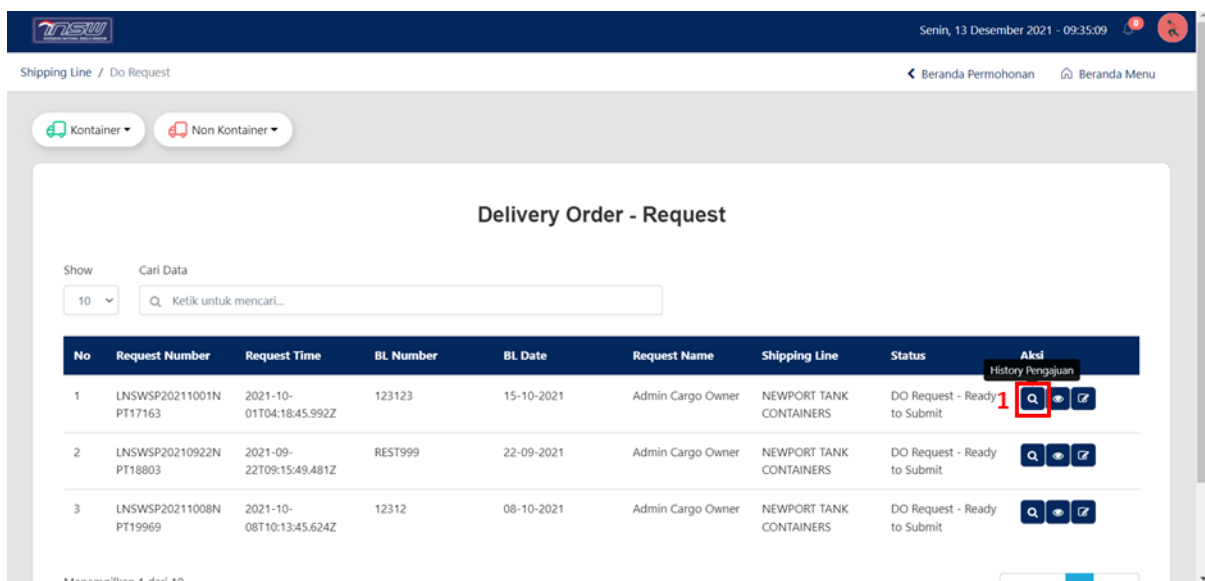 INSW
Senin, 13 Desember 2021 - 09:35:09
0
Shipping Line / Do Request
Beranda Permohonan
Beranda Menu
Kontainer
Non Kontainer
Delivery Order - Request
Show
Cari Data
10
Ketik untuk mencari...
No Request Number Request Time BL Number BL Date Request Name Shipping Line Status Aksi
History Pengajuan
1 LNSWSP20211001N 2021-10- 123123 15-10-2021 Admin Cargo Owner NEWPORT TANK DO Request - Ready 1
PT17163 01T04:18:45.992Z CONTAINERS to Submit
2 LNSWSP20210922N 2021-09- REST999 22-09-2021 Admin Cargo Owner NEWPORT TANK DO Request - Ready
PT18803 22T09:15:49.481Z CONTAINERS to Submit
3 LNSWSP20211008N 2021-10- 12312 08-10-2021 Admin Cargo Owner NEWPORT TANK DO Request - Ready
PT19969 08T10:13:45.624Z CONTAINERS to Submit